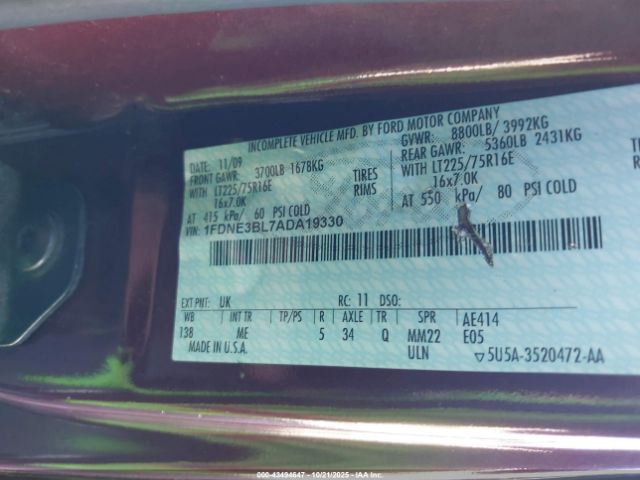 INCOMPLETE VEHICLE MFD. BY FORD MOTOR COMPANY
DATE: 11/09 GVWR: 8800LB/ 3992KG
FRONT GAWR: 3700LB 1678KG REAR GAWR: 5360LB 2431KG
WITH LT225/75R16E TIRES WITH LT225/75R16E
16x7.0K RIMS 16x7.0K
AT 415 kPa/ 60 PSI COLD AT 550 kPa/ 80 PSI COLD
VIN: 1FDNE3BL7ADA19330
EXT PNT: UK RC: 11 DSO:
WB INT TR TP/PS R AXLE TR SPR AE414
138 ME 5 34 Q MM22 E05
MADE IN U.S.A. ULN ▽5U5A-3520472-AA
000-43494647 - 10/21/2025 - IAA Inc.